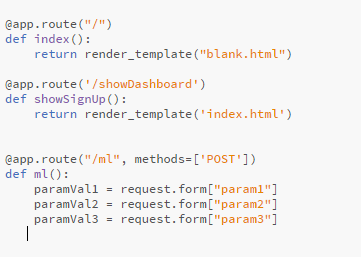 @app.route("/")
def index():
    return render_template("blank.html")
@app.route('/showDashboard')
def showSignUp():
    return render_template('index.html')
@app.route("/ml", methods=['POST'])
def ml():
    paramVal1 = request.form["param1"]
    paramVal2 = request.form["param2"]
    paramVal3 = request.form["param3"]